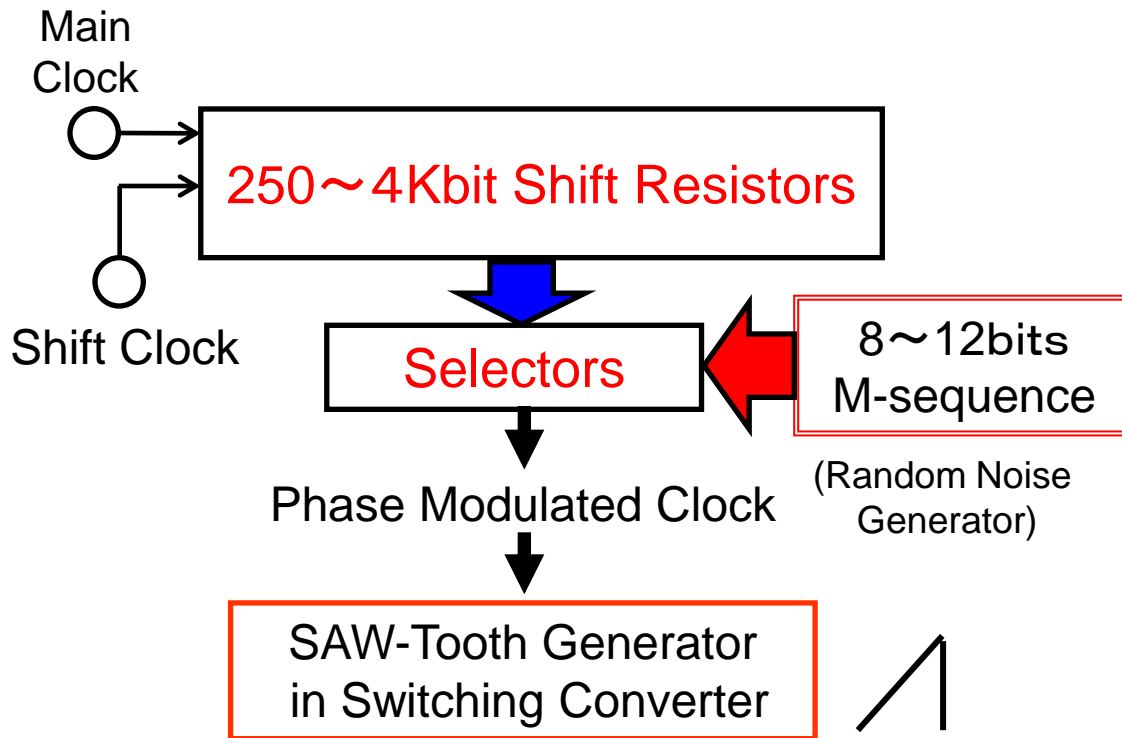 Main
Clock
250～4Kbit Shift Resistors
Shift Clock
Selectors
8～12bits
M-sequence
(Random Noise
Generator)
Phase Modulated Clock
SAW-Tooth Generator
in Switching Converter